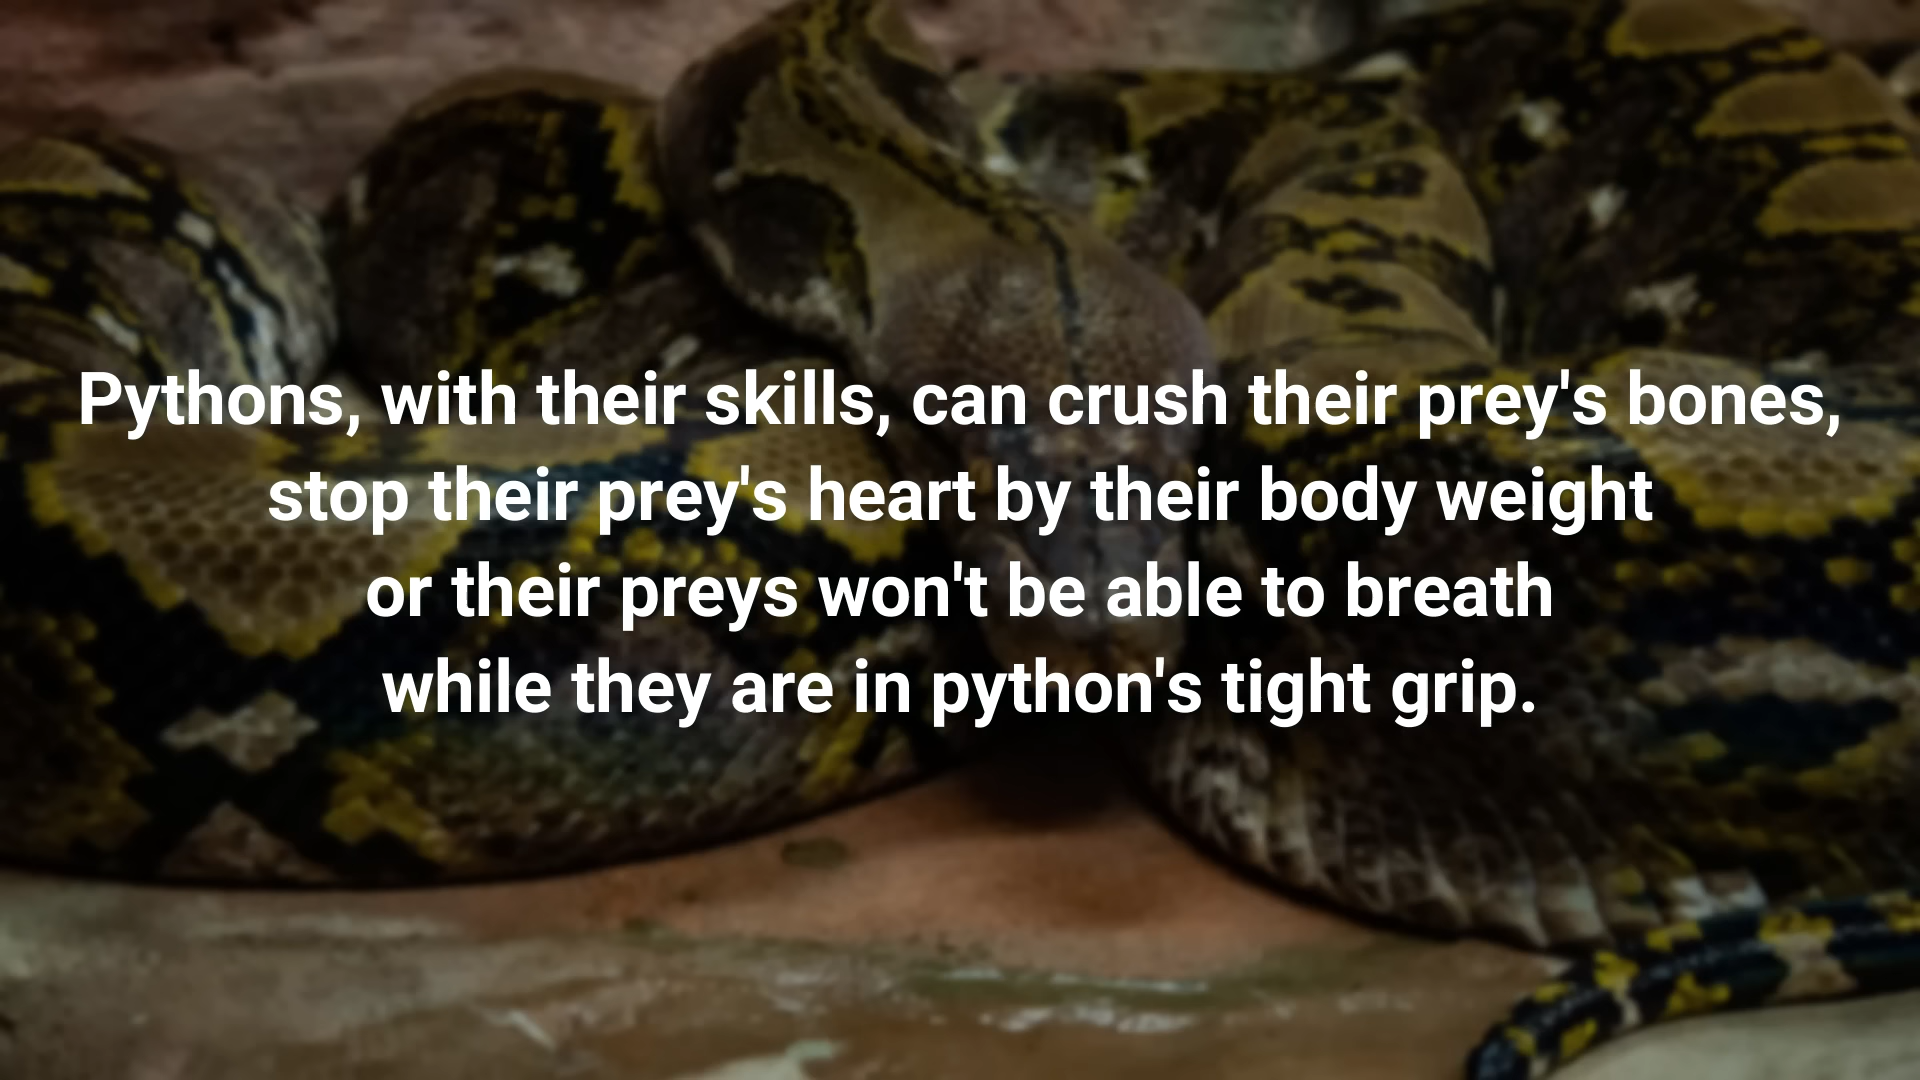 Pythons, with their skills, can crush their prey's bones,
stop their prey's heart by their body weight
or their preys won't be able to breath
while they are in python's tight grip.